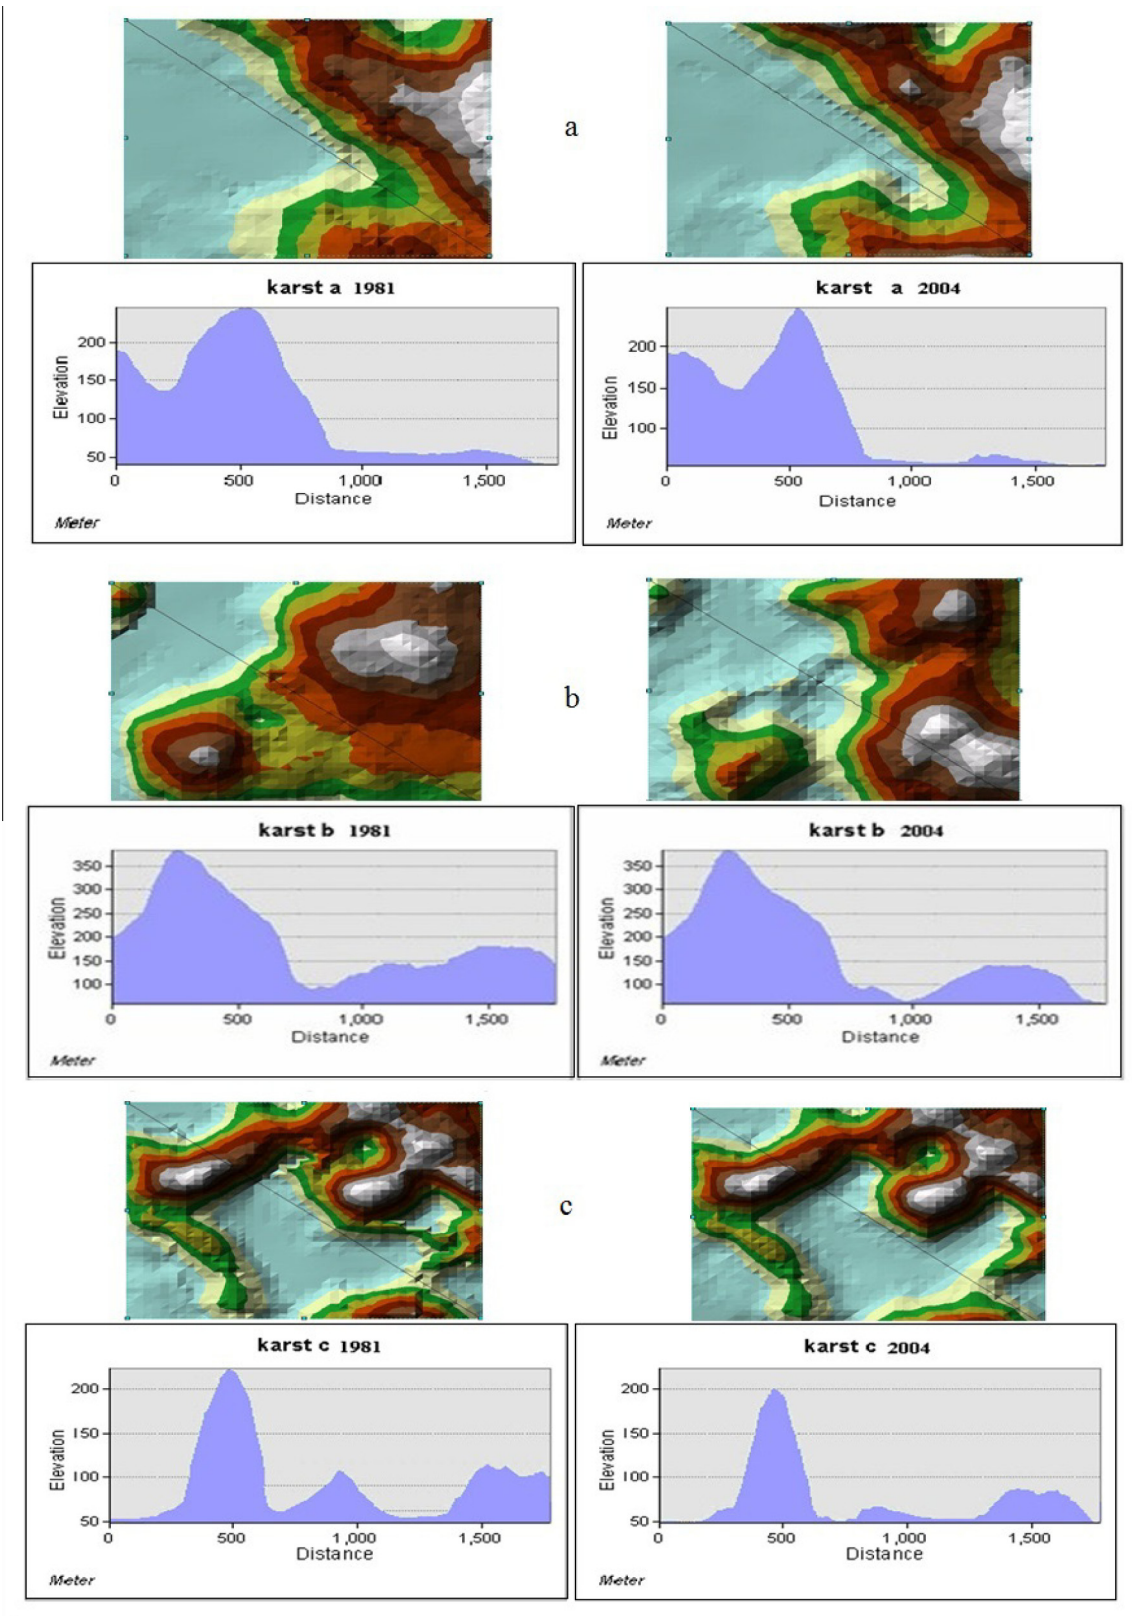 a
karst a 1981
karst a 2004
Elevation
200
150
100
50
0 500 1,000 1,500
Distance
Meter
Elevation
200
150
100
0 500 1,000 1,500
Distance
Meter
b
karst b 1981
karst b 2004
Elevation
350
300
250
200
150
100
0 500 1,000 1,500
Distance
Meter
Elevation
350
300
250
200
150
100
0 500 1,000 1,500
Distance
Meter
c
karst c 1981
karst c 2004
Elevation
200
150
100
50
0 500 1,000 1,500
Distance
Meter
Elevation
200
150
100
50
0 500 1,000 1,500
Distance
Meter